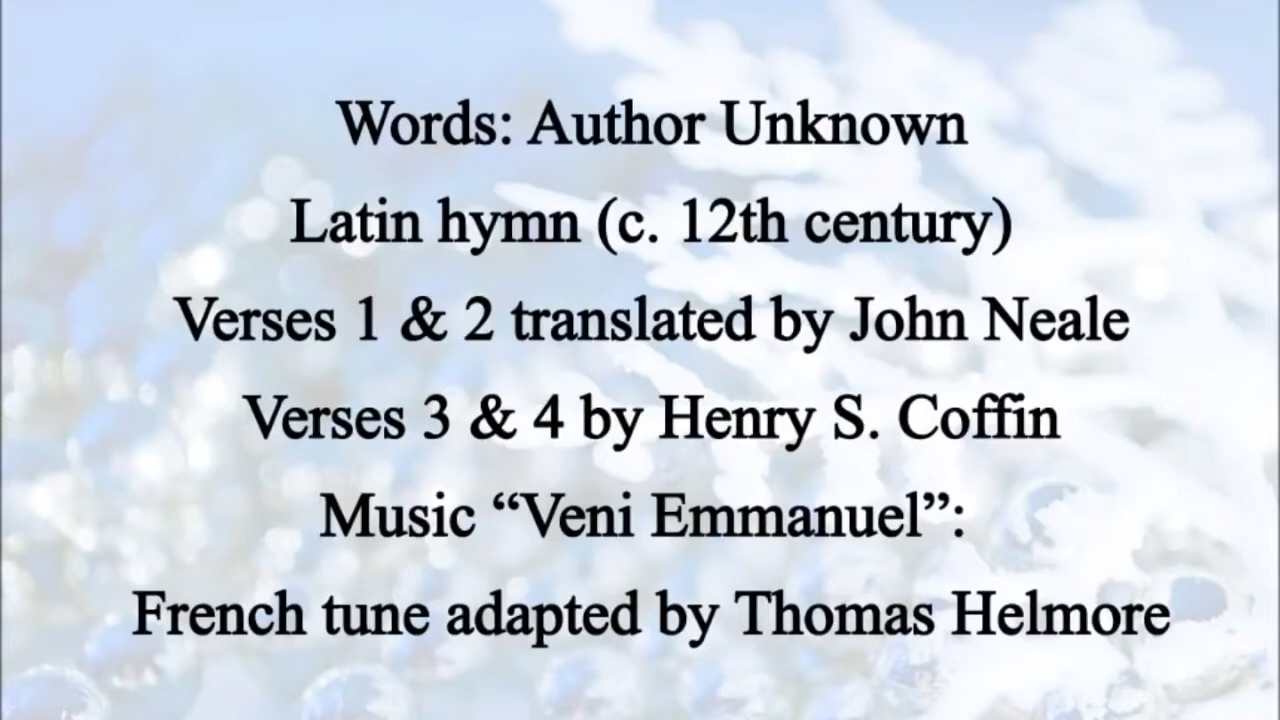 Words: Author Unknown
Latin hymn (c. 12th century)
Verses 1 & 2 translated by John Neale
Verses 3 & 4 by Henry S. Coffin
Music “Veni Emmanuel”:
French tune adapted by Thomas Helmore